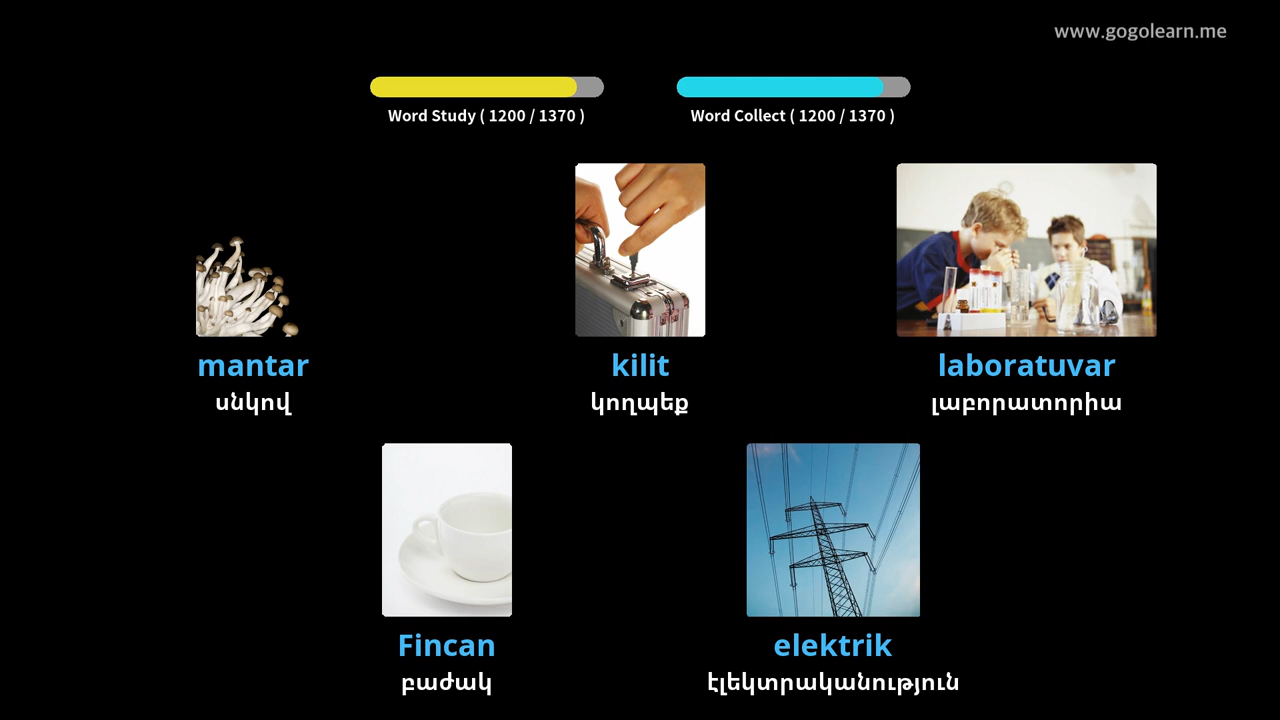 www.gogolearn.me
Word Study ( 1200 / 1370 )
Word Collect ( 1200 / 1370 )
mantar
սնկով
kilit
կողպեք
laboratuvar
լաբորատորիա
Fincan
բաժակ
elektrik
էլեկտրականություն